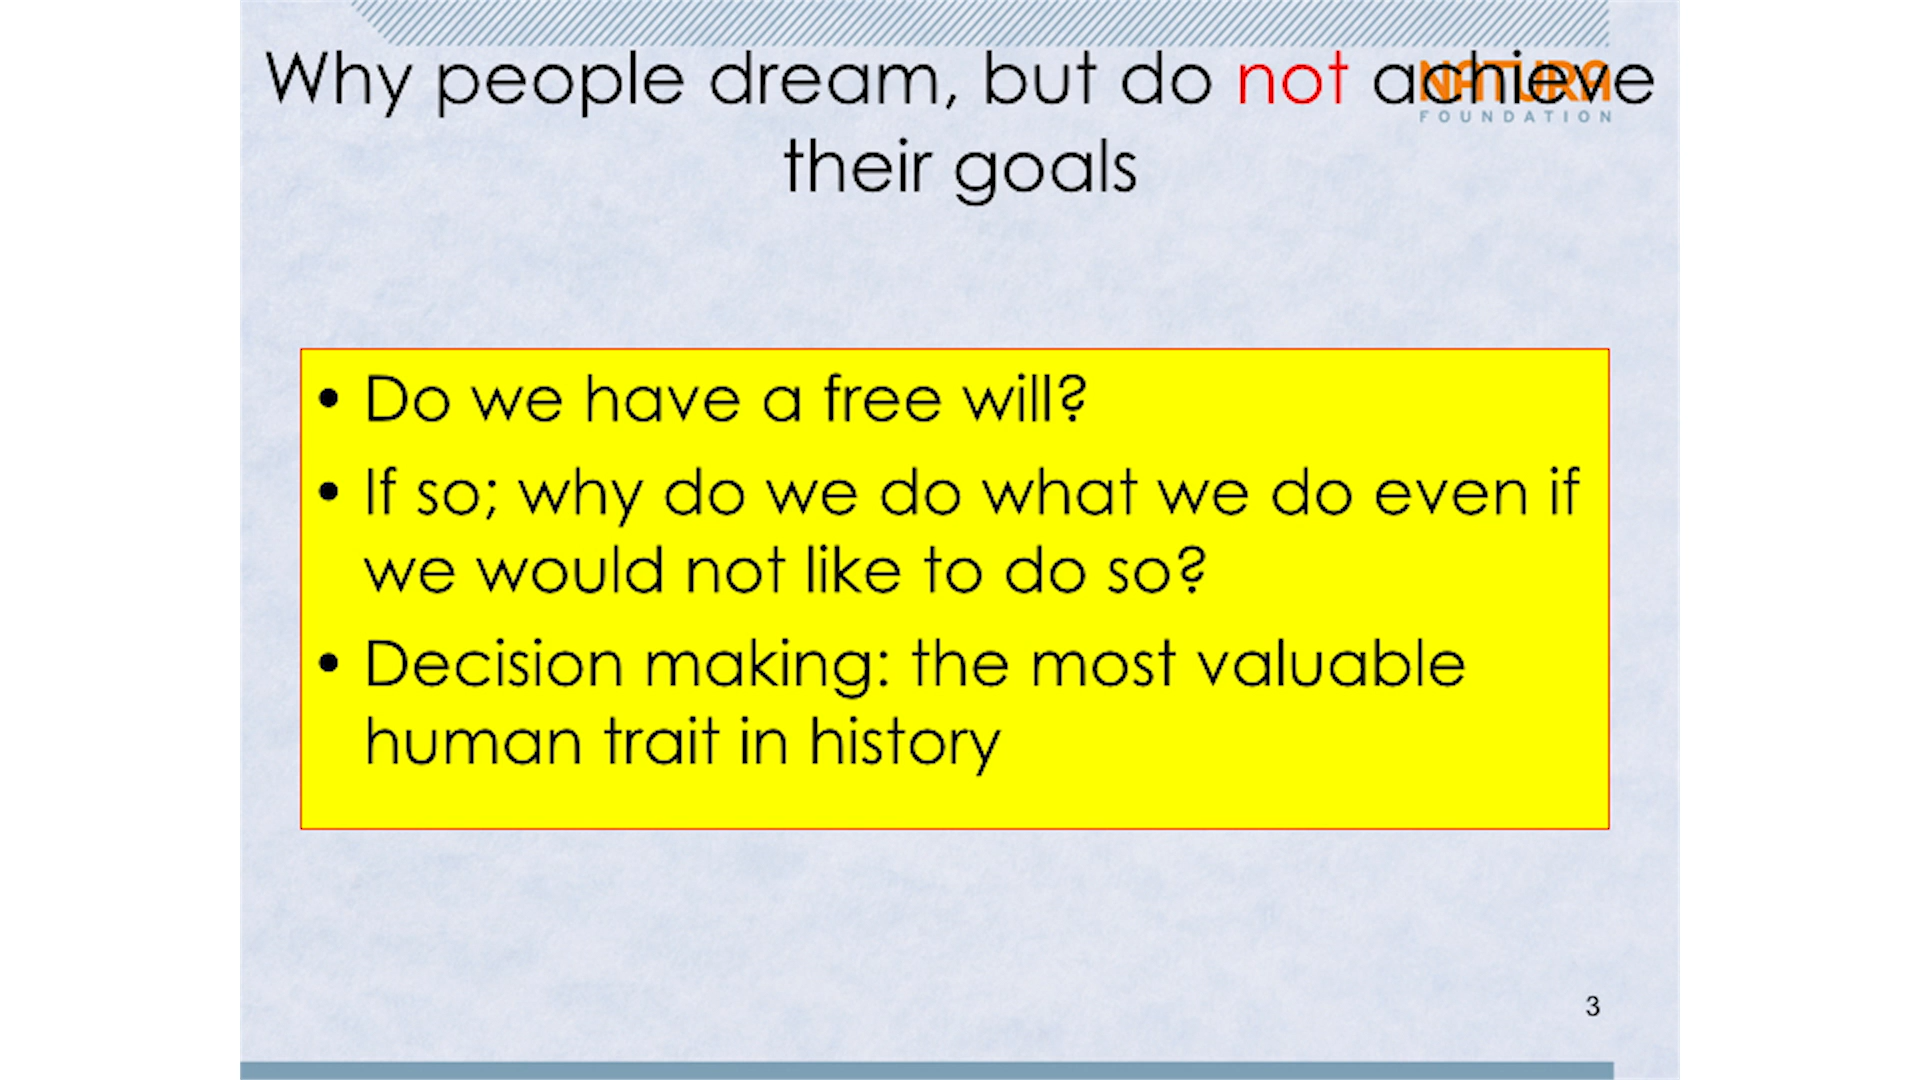 Why people dream, but do not achieve
NATURA
FOUNDATION
their goals
• Do we have a free will?
• If so; why do we do what we do even if
we would not like to do so?
• Decision making: the most valuable
human trait in history
3